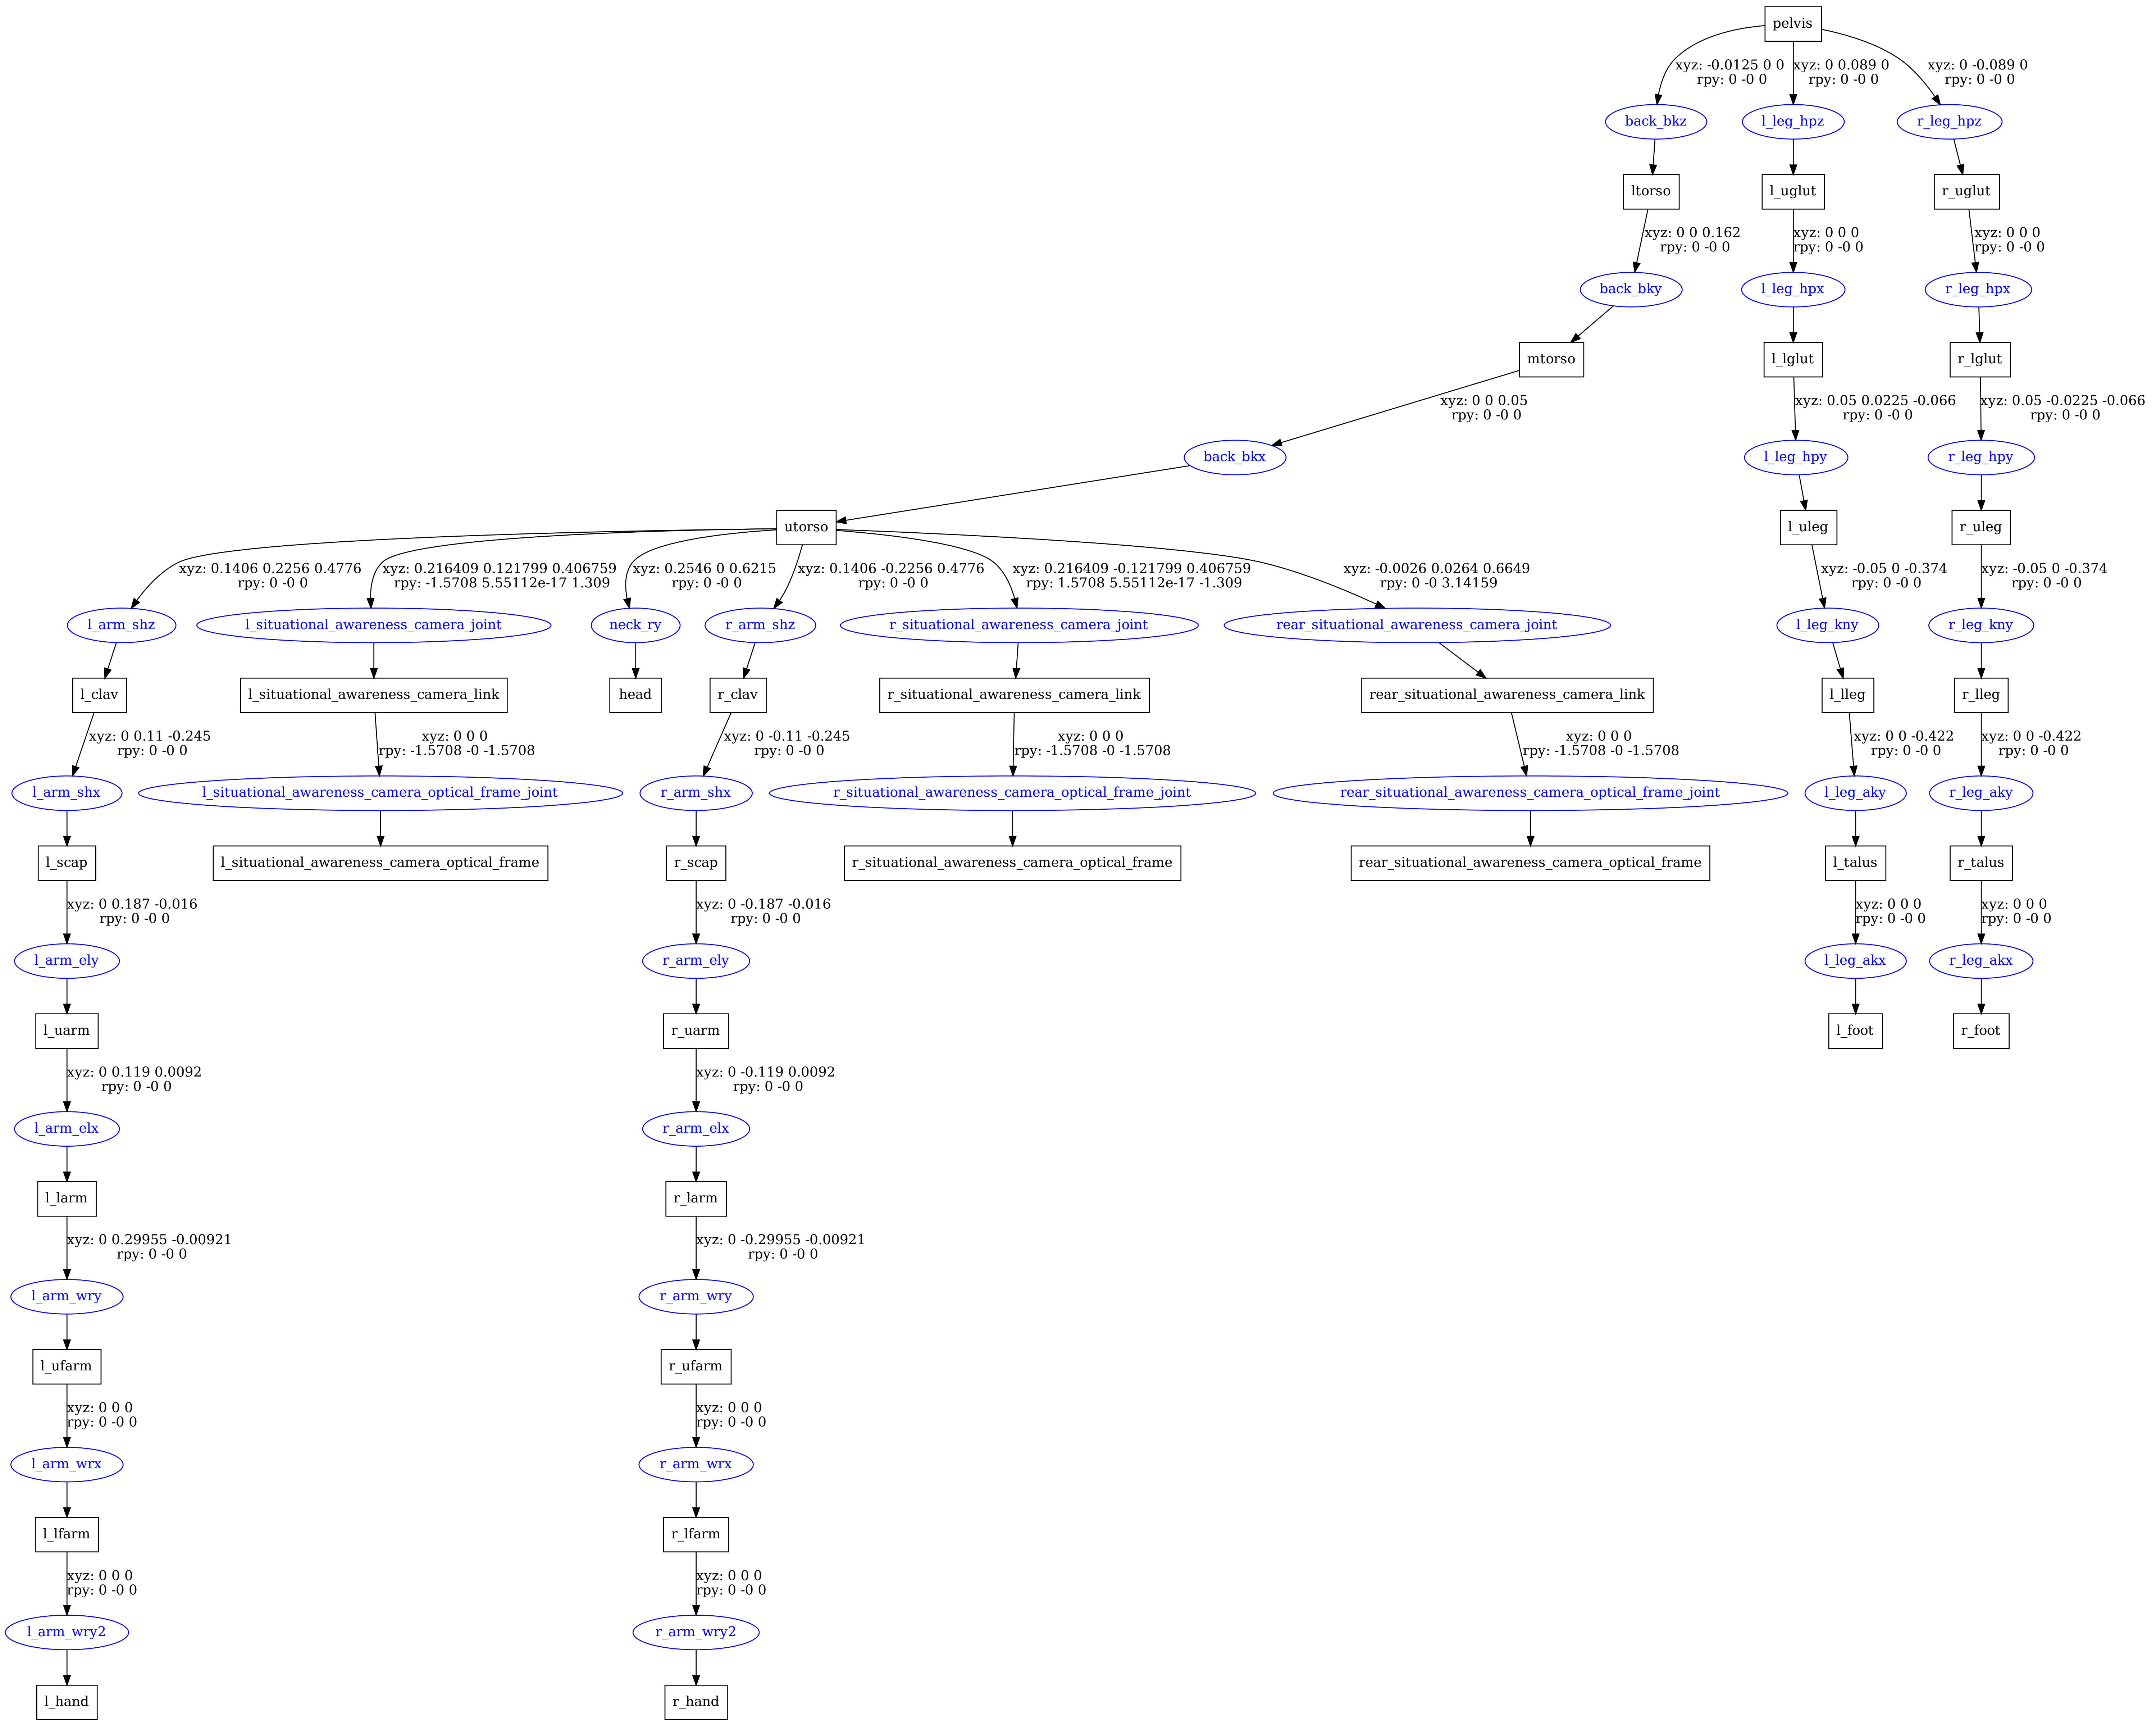 pelvis
xyz: -0.0125 0 0
rpy: 0 -0 0
xyz: 0 0.089 0
rpy: 0 -0 0
xyz: 0 -0.089 0
rpy: 0 -0 0
back_bkz
l_leg_hpz
r_leg_hpz
ltorso
l_uglut
r_uglut
xyz: 0 0 0.162
rpy: 0 -0 0
xyz: 0 0 0
rpy: 0 -0 0
xyz: 0 0 0
rpy: 0 -0 0
back_bky
l_leg_hpx
r_leg_hpx
mtorso
l_lglut
r_lglut
xyz: 0 0 0.05
rpy: 0 -0 0
xyz: 0.05 0.0225 -0.066
rpy: 0 -0 0
xyz: 0.05 -0.0225 -0.066
rpy: 0 -0 0
back_bkx
l_leg_hpy
r_leg_hpy
utorso
l_uleg
r_uleg
xyz: 0.1406 0.2256 0.4776
rpy: 0 -0 0
xyz: 0.216409 0.121799 0.406759
rpy: -1.5708 5.55112e-17 1.309
xyz: 0.2546 0 0.6215
rpy: 0 -0 0
xyz: 0.1406 -0.2256 0.4776
rpy: 0 -0 0
xyz: 0.216409 -0.121799 0.406759
rpy: 1.5708 5.55112e-17 -1.309
xyz: -0.0026 0.0264 0.6649
rpy: 0 -0 3.14159
xyz: -0.05 0 -0.374
rpy: 0 -0 0
xyz: -0.05 0 -0.374
rpy: 0 -0 0
l_arm_shz
l_situational_awareness_camera_joint
neck_ry
r_arm_shz
r_situational_awareness_camera_joint
rear_situational_awareness_camera_joint
l_leg_kny
r_leg_kny
l_clav
l_situational_awareness_camera_link
head
r_clav
r_situational_awareness_camera_link
rear_situational_awareness_camera_link
l_lleg
r_lleg
xyz: 0 0.11 -0.245
rpy: 0 -0 0
xyz: 0 0 0
rpy: -1.5708 -0 -1.5708
xyz: 0 -0.11 -0.245
rpy: 0 -0 0
xyz: 0 0 0
rpy: -1.5708 -0 -1.5708
xyz: 0 0 0
rpy: -1.5708 -0 -1.5708
xyz: 0 0 -0.422
rpy: 0 -0 0
xyz: 0 0 -0.422
rpy: 0 -0 0
l_arm_shx
l_situational_awareness_camera_optical_frame_joint
r_arm_shx
r_situational_awareness_camera_optical_frame_joint
rear_situational_awareness_camera_optical_frame_joint
l_leg_aky
r_leg_aky
l_scap
l_situational_awareness_camera_optical_frame
r_scap
r_situational_awareness_camera_optical_frame
rear_situational_awareness_camera_optical_frame
l_talus
r_talus
xyz: 0 0.187 -0.016
rpy: 0 -0 0
xyz: 0 -0.187 -0.016
rpy: 0 -0 0
xyz: 0 0 0
rpy: 0 -0 0
xyz: 0 0 0
rpy: 0 -0 0
l_arm_ely
r_arm_ely
l_leg_akx
r_leg_akx
l_uarm
r_uarm
l_foot
r_foot
xyz: 0 0.119 0.0092
rpy: 0 -0 0
xyz: 0 -0.119 0.0092
rpy: 0 -0 0
l_arm_elx
r_arm_elx
l_larm
r_larm
xyz: 0 0.29955 -0.00921
rpy: 0 -0 0
xyz: 0 -0.29955 -0.00921
rpy: 0 -0 0
l_arm_wry
r_arm_wry
l_ufarm
r_ufarm
xyz: 0 0 0
rpy: 0 -0 0
xyz: 0 0 0
rpy: 0 -0 0
l_arm_wrx
r_arm_wrx
l_lfarm
r_lfarm
xyz: 0 0 0
rpy: 0 -0 0
xyz: 0 0 0
rpy: 0 -0 0
l_arm_wry2
r_arm_wry2
l_hand
r_hand